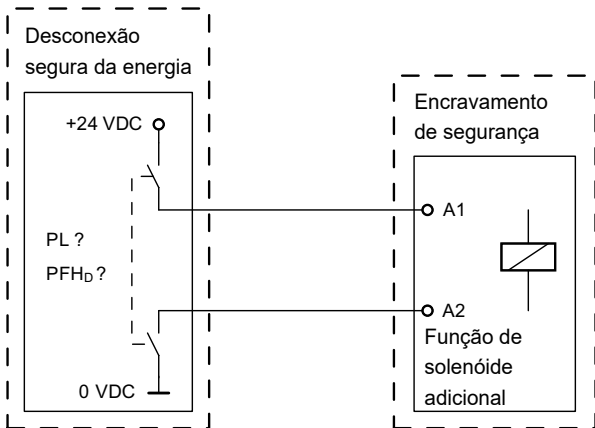 Desconexão
segura da energia
+24 VDC
PL ?
PFHD ?
0 VDC
Encravamento
de segurança
A1
A2
Função de
solenóide
adicional